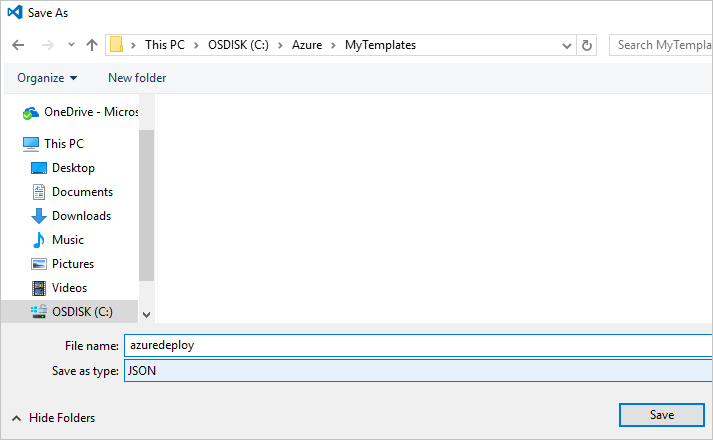 Save As
This PC > OSDISK (C:) > Azure > MyTemplates
Search MyTempla
Organize
New folder
OneDrive - Micros
This PC
Desktop
Documents
Downloads
Music
Pictures
Videos
OSDISK (C:)
File name: azuredeploy
Save as type: JSON
Hide Folders
Save